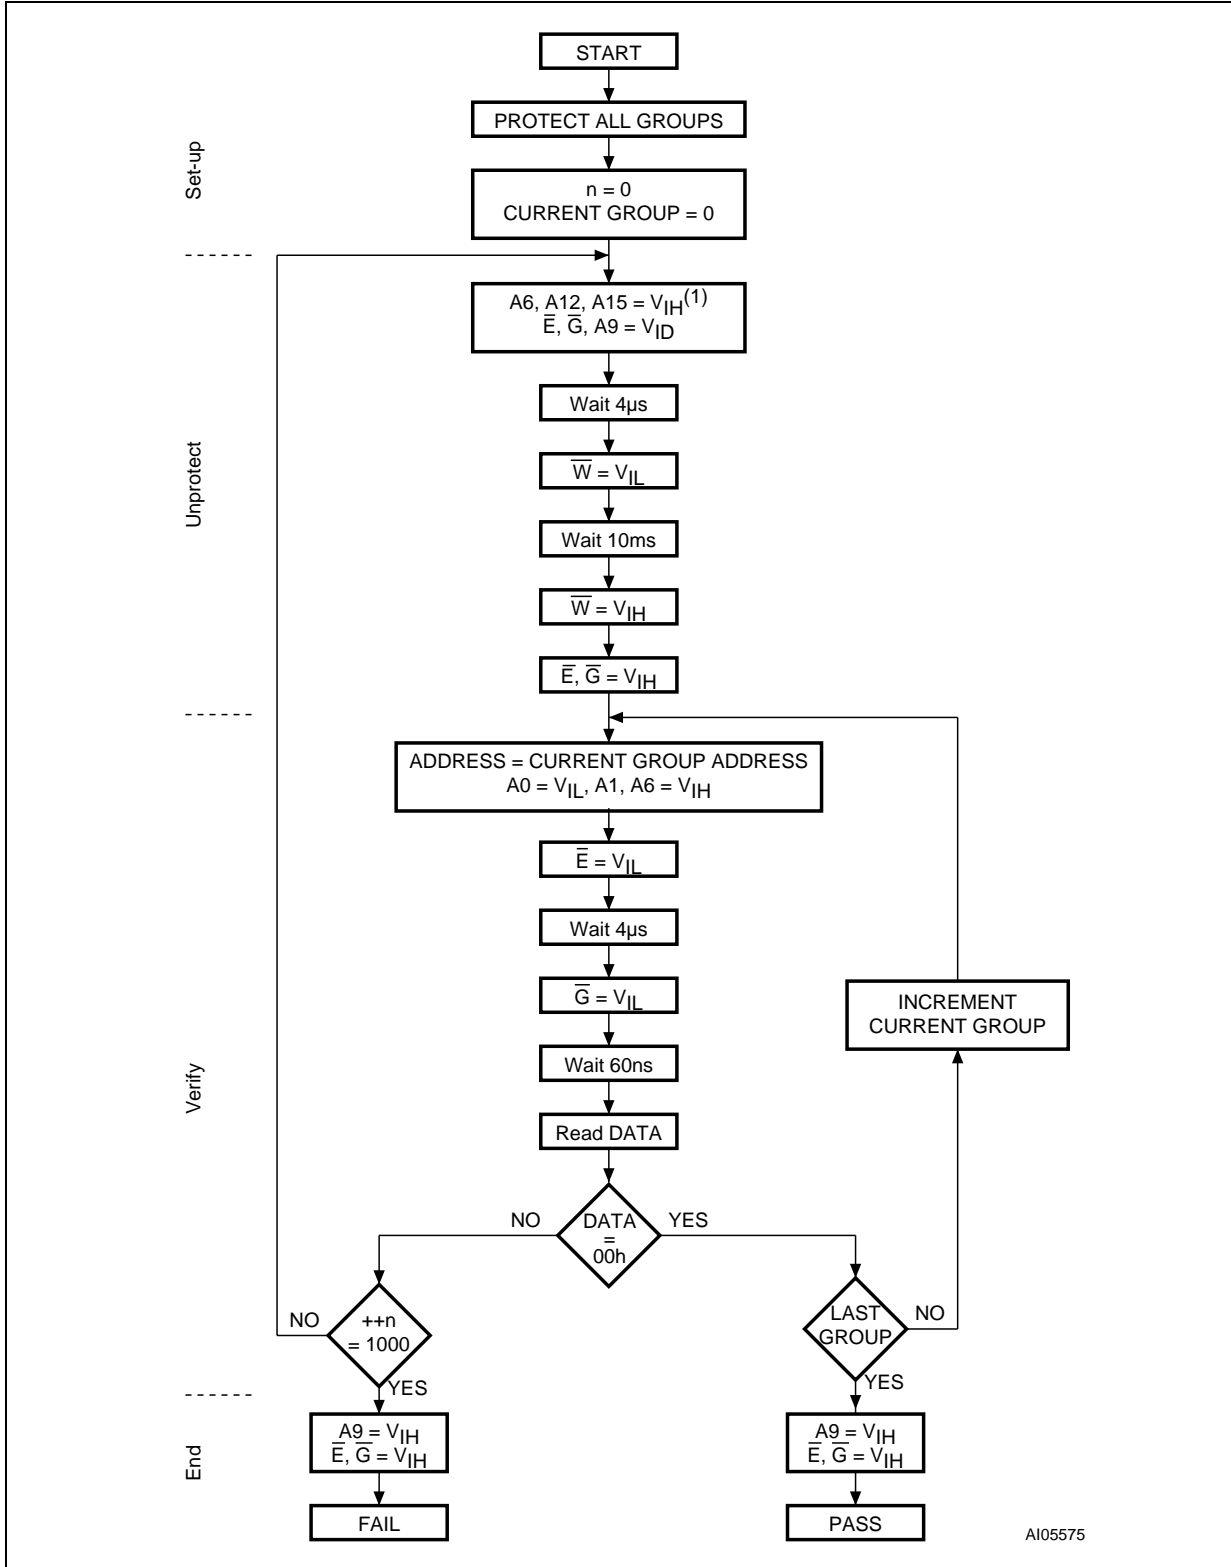 START
PROTECT ALL GROUPS
Set-up
n = 0
CURRENT GROUP = 0
A6, A12, A15 = VIH(1)
E̅, G̅, A9 = VID
Wait 4µs
Unprotect
W̅ = VIL
Wait 10ms
W̅ = VIH
E̅, G̅ = VIH
ADDRESS = CURRENT GROUP ADDRESS
A0 = VIL, A1, A6 = VIH
E̅ = VIL
Wait 4µs
G̅ = VIL
INCREMENT
CURRENT GROUP
Wait 60ns
Verify
Read DATA
NO
DATA
=
00h
YES
NO
++n
= 1000
YES
LAST
GROUP
NO
YES
End
A9 = VIH
E̅, G̅ = VIH
A9 = VIH
E̅, G̅ = VIH
FAIL
PASS
AI05575